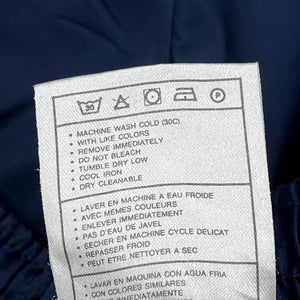 30 P
• MACHINE WASH COLD (30C)
• WITH LIKE COLORS
• REMOVE IMMEDIATELY
• DO NOT BLEACH
• TUMBLE DRY LOW
• COOL IRON
• DRY CLEANABLE
• LAVER EN MACHINE A EAU FROIDE
• AVEC MEMES COULEURS
• ENLEVER IMMEDIATEMENT
• PAS D'EAU DE JAVEL
• SECHER EN MACHINE CYCLE DELICAT
• REPASSER FROID
• PEUT ÊTRE NETTOYER A SEC
• LAVAR EN MAQUINA CON AGUA FRIA
• CON COLORES SIMILARES
INMEDIATAMENTE